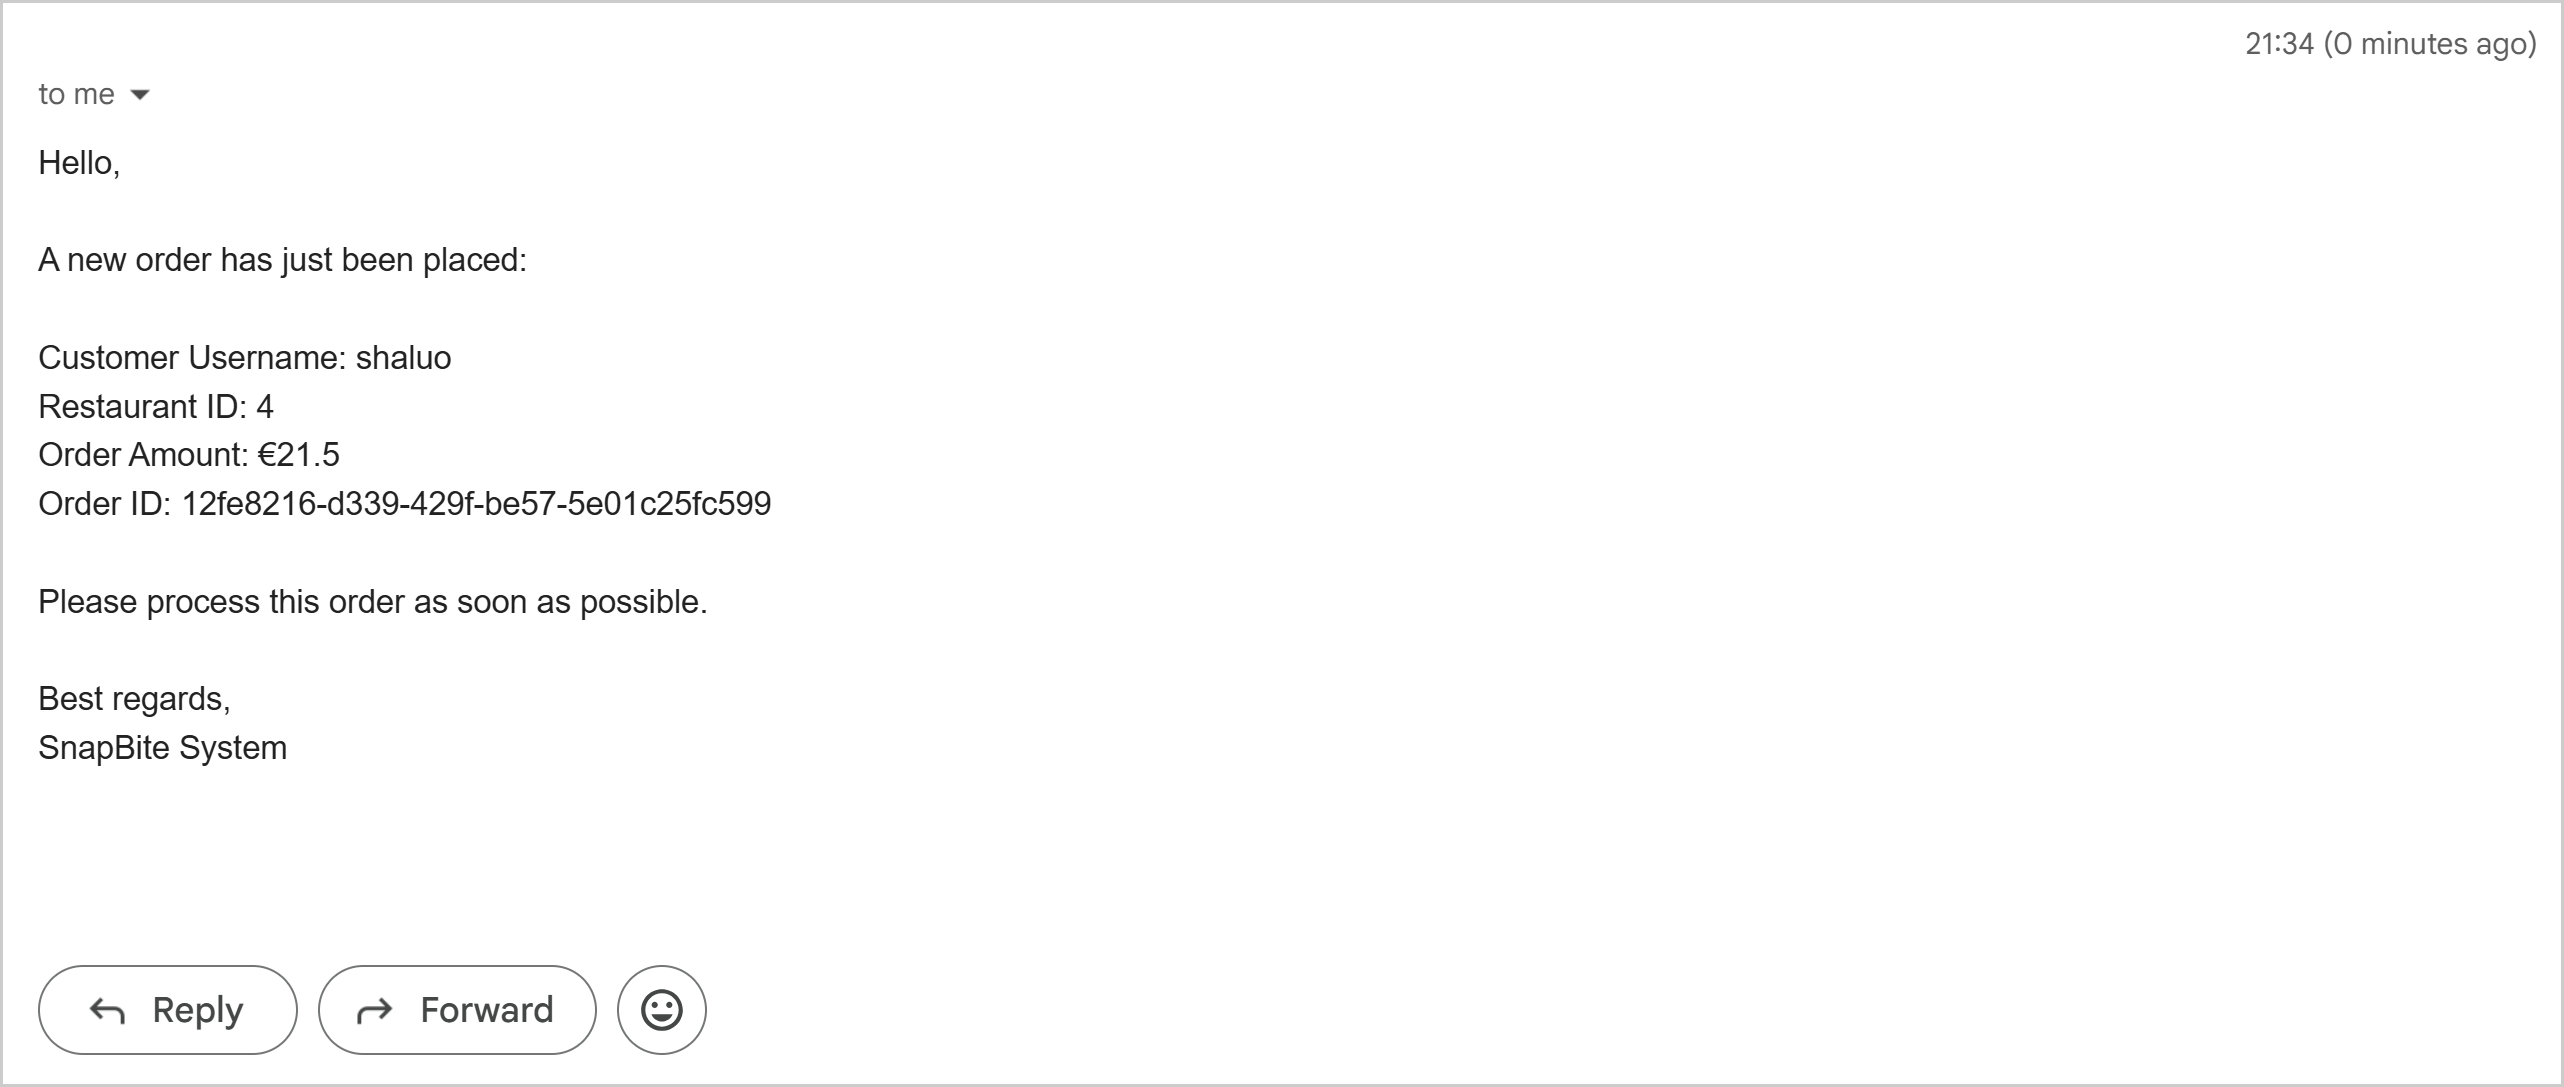 21:34 (0 minutes ago)
to me
Hello,
A new order has just been placed:
Customer Username: shaluo
Restaurant ID: 4
Order Amount: €21.5
Order ID: 12fe8216-d339-429f-be57-5e01c25fc599
Please process this order as soon as possible.
Best regards,
SnapBite System
Reply
Forward